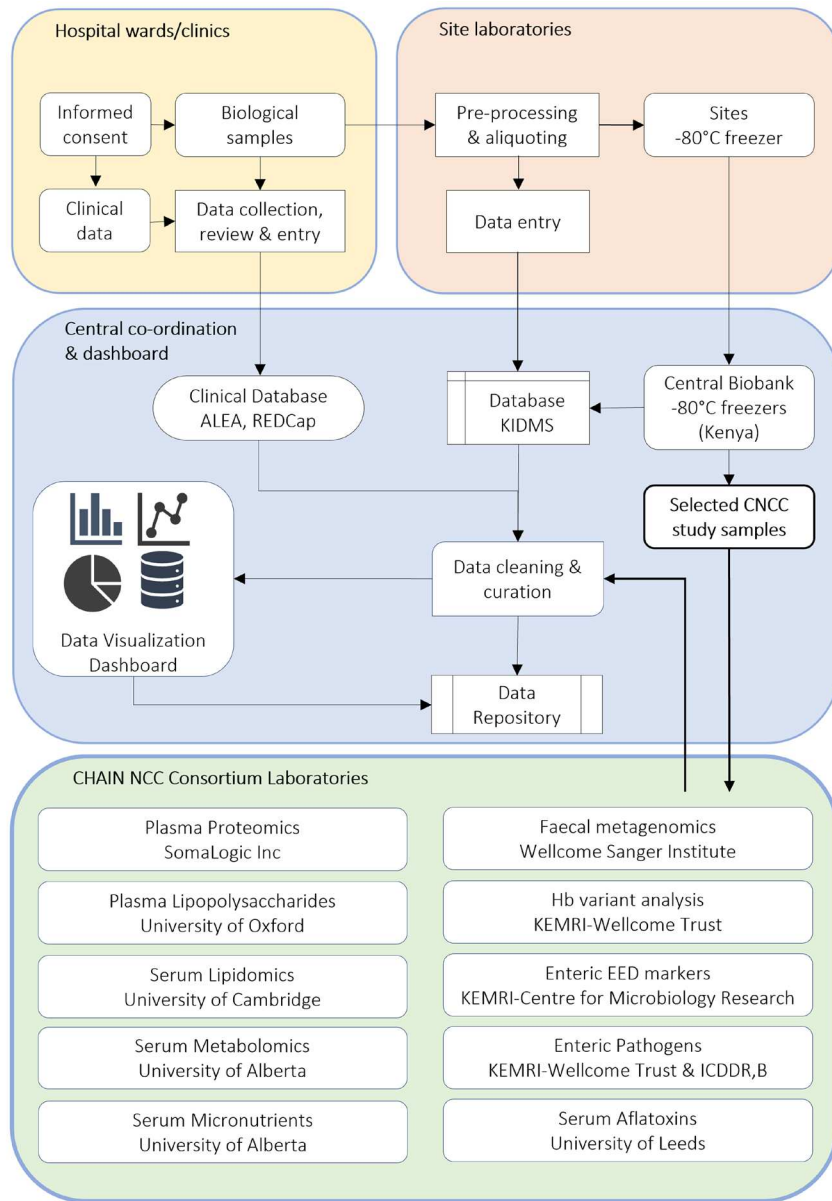 Hospital wards/clinics
Informed
consent
Biological
samples
Clinical
data
Data collection,
review & entry
Site laboratories
Pre-processing
& aliquoting
Sites
-80°C freezer
Data entry
Central co-ordination
& dashboard
Clinical Database
ALEA, REDCap
Database
KIDMS
Central Biobank
-80°C freezers
(Kenya)
Selected CNCC
study samples
Data cleaning &
curation
Data Visualization
Dashboard
Data
Repository
CHAIN NCC Consortium Laboratories
Plasma Proteomics
SomaLogic Inc
Plasma Lipopolysaccharides
University of Oxford
Serum Lipidomics
University of Cambridge
Serum Metabolomics
University of Alberta
Serum Micronutrients
University of Alberta
Faecal metagenomics
Wellcome Sanger Institute
Hb variant analysis
KEMRI-Wellcome Trust
Enteric EED markers
KEMRI-Centre for Microbiology Research
Enteric Pathogens
KEMRI-Wellcome Trust & ICDDR,B
Serum Aflatoxins
University of Leeds